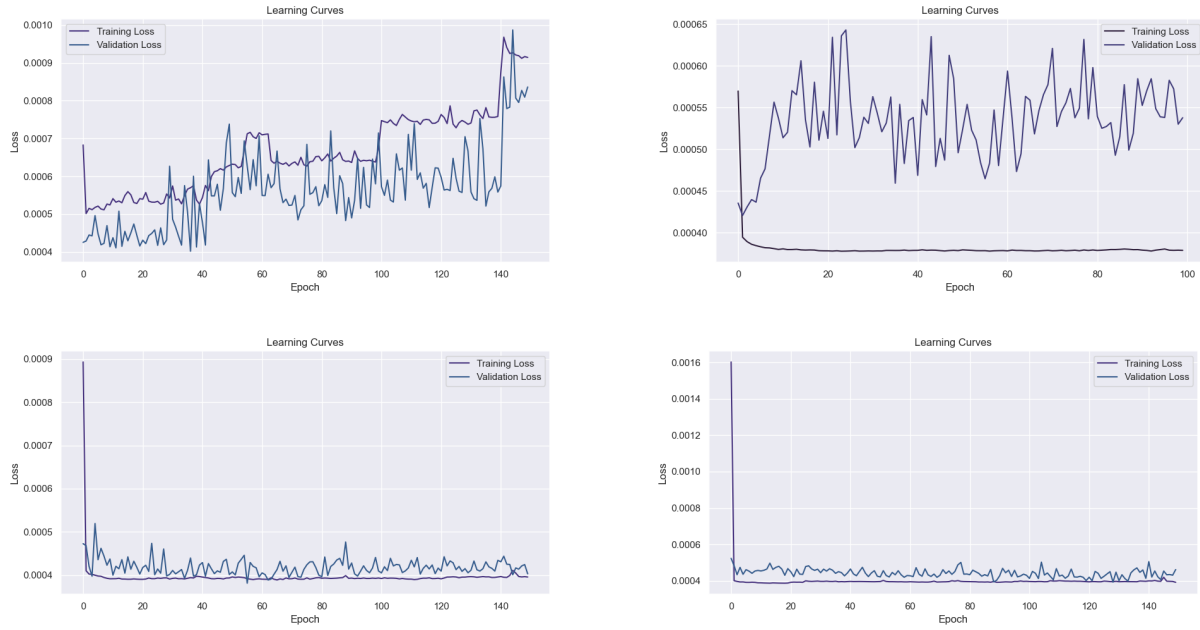 Learning Curves
Training Loss
Validation Loss
0.0010
0.0009
0.0008
0.0007
0.0006
0.0005
0.0004
Loss
0 20 40 60 80 100 120 140
Epoch
Learning Curves
Training Loss
Validation Loss
0.00065
0.00060
0.00055
0.00050
0.00045
0.00040
Loss
0 20 40 60 80 100
Epoch
Learning Curves
Training Loss
Validation Loss
0.0009
0.0008
0.0007
0.0006
0.0005
0.0004
Loss
0 20 40 60 80 100 120 140
Epoch
Learning Curves
Training Loss
Validation Loss
0.0016
0.0014
0.0012
0.0010
0.0008
0.0006
0.0004
Loss
0 20 40 60 80 100 120 140
Epoch